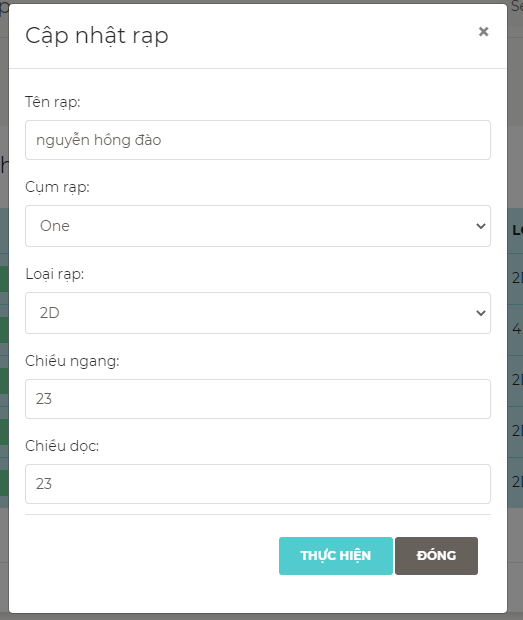 Cập nhật rạp
×
Tên rạp:
nguyễn hồng đào
Cụm rạp:
One
Loại rạp:
2D
Chiều ngang:
23
Chiều dọc:
23
THỰC HIỆN ĐÓNG